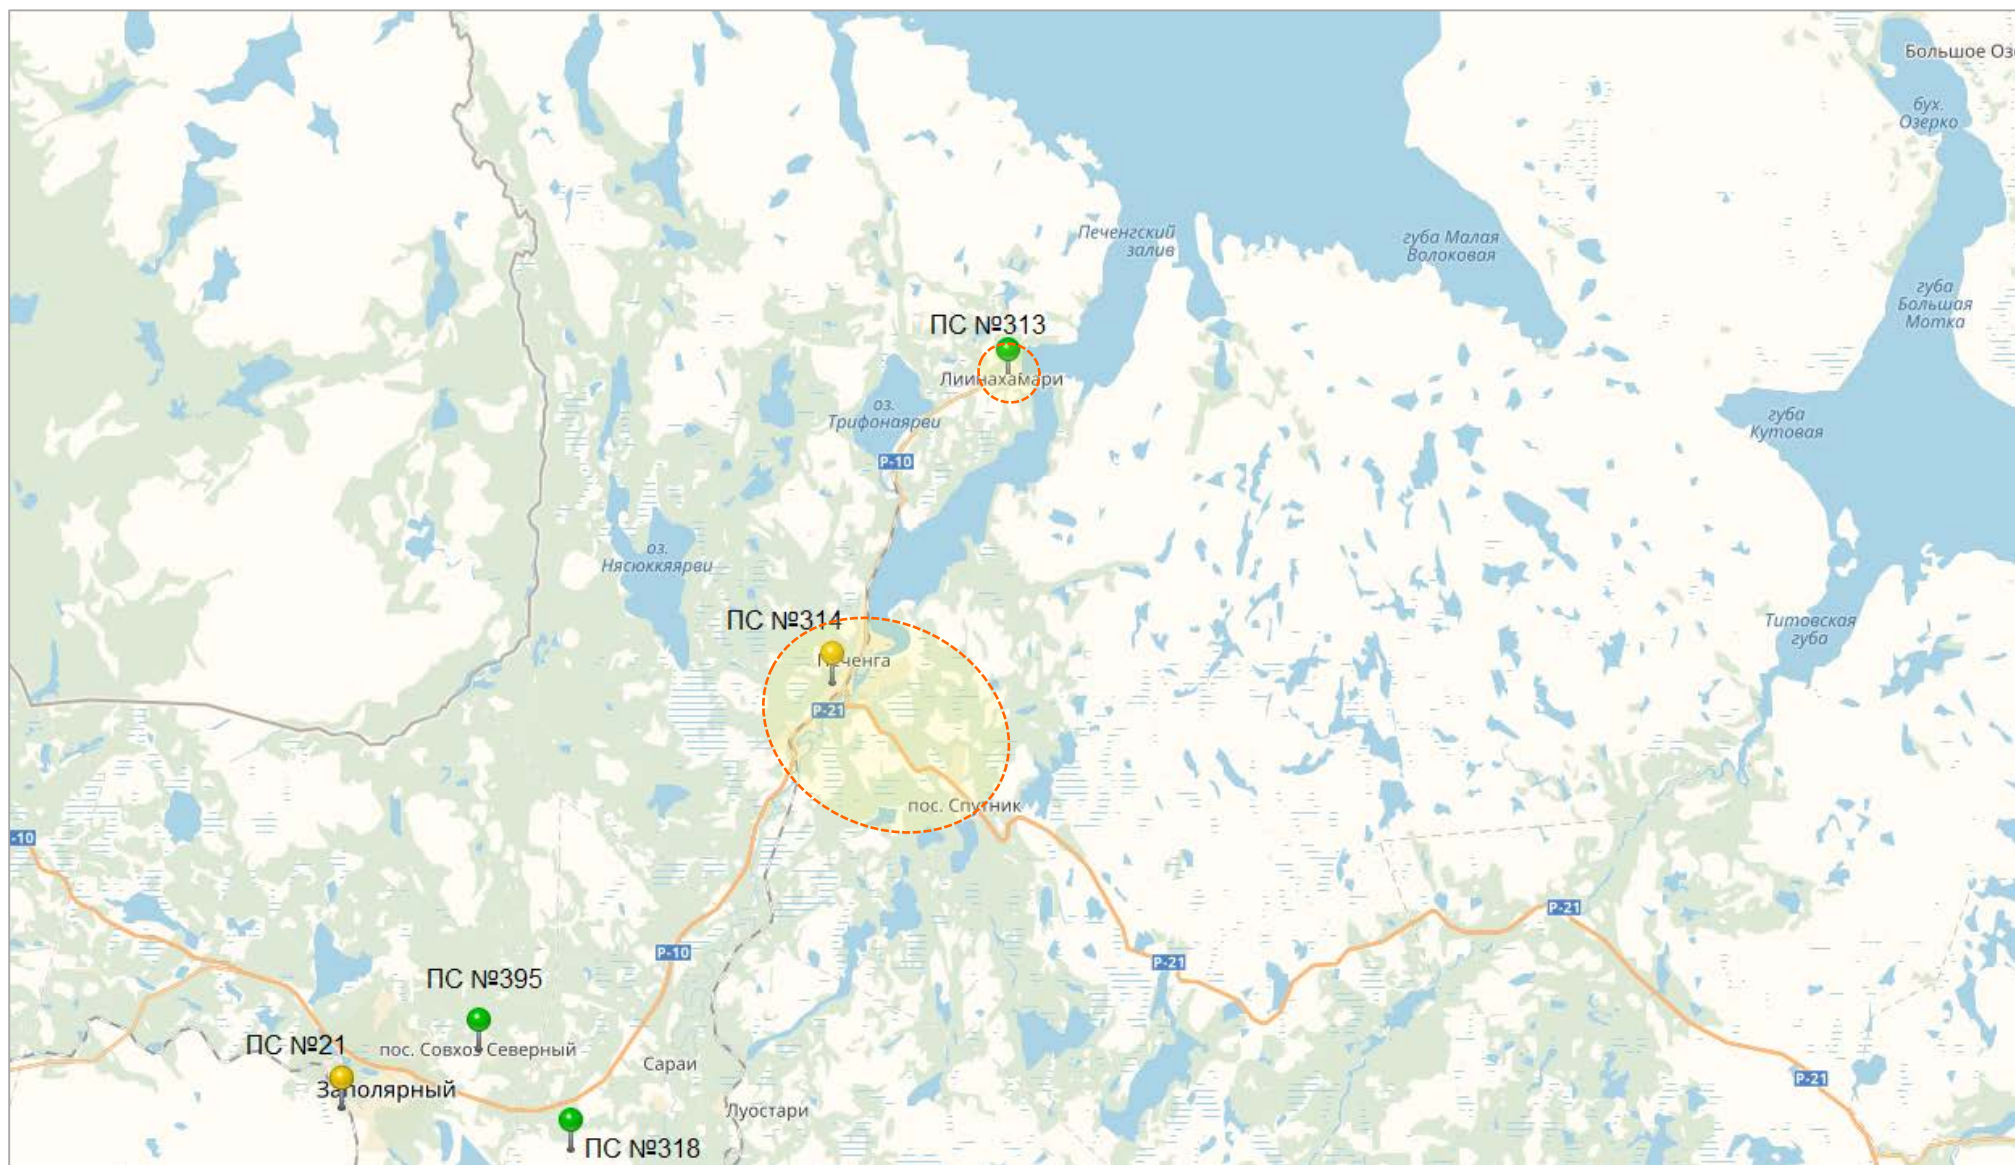 Большое Оз
бух.
Озерко
Печенгский
залив
губа Малая
Волоковая
губа
Большая
Мотка
ПС №313
Лиинахамари
оз.
Трифонаярви
губа
Кутовая
Р-10
оз.
Нясюккяярви
ПС №314
Титовская
губа
Печенга
Р-21
пос. Спутник
-10
Р-21
Р-10
Р-21
ПС №395
ПС №21
пос. Совхоз Северный
Сараи
Р-21
Заполярный
Луостари
ПС №318